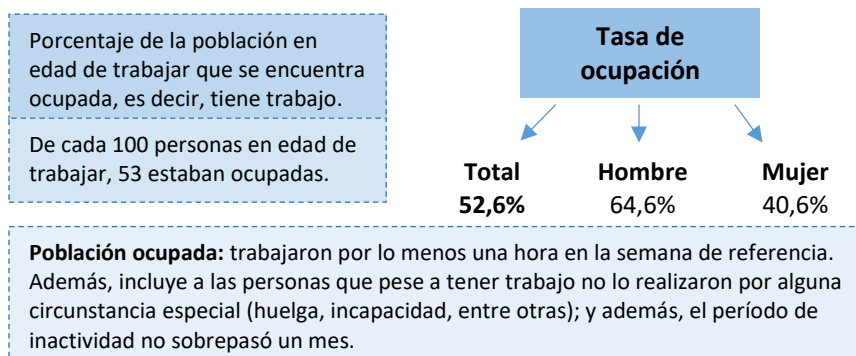 Porcentaje de la población en
edad de trabajar que se encuentra
ocupada, es decir, tiene trabajo.
De cada 100 personas en edad de
trabajar, 53 estaban ocupadas.
Tasa de
ocupación
Total
52,6%
Hombre
64,6%
Mujer
40,6%
Población ocupada: trabajaron por lo menos una hora en la semana de referencia.
Además, incluye a las personas que pese a tener trabajo no lo realizaron por alguna
circunstancia especial (huelga, incapacidad, entre otras); y además, el período de
inactividad no sobrepasó un mes.